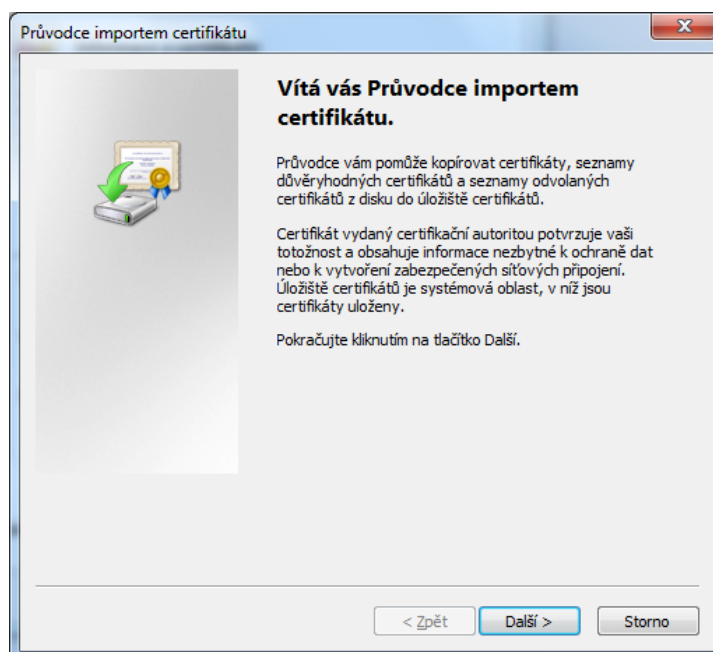 Průvodce importem certifikátu
Vítá vás Průvodce importem
certifikátu.
Průvodce vám pomůže kopírovat certifikáty, seznamy
důvěryhodných certifikátů a seznamy odvolaných
certifikátů z disku do úložiště certifikátů.
Certifikát vydaný certifikační autoritou potvrzuje vaši
totožnost a obsahuje informace nezbytné k ochraně dat
nebo k vytvoření zabezpečených síťových připojení.
Úložiště certifikátů je systémová oblast, v níž jsou
certifikáty uloženy.
Pokračujte kliknutím na tlačítko Další.
< Zpět
Další >
Storno